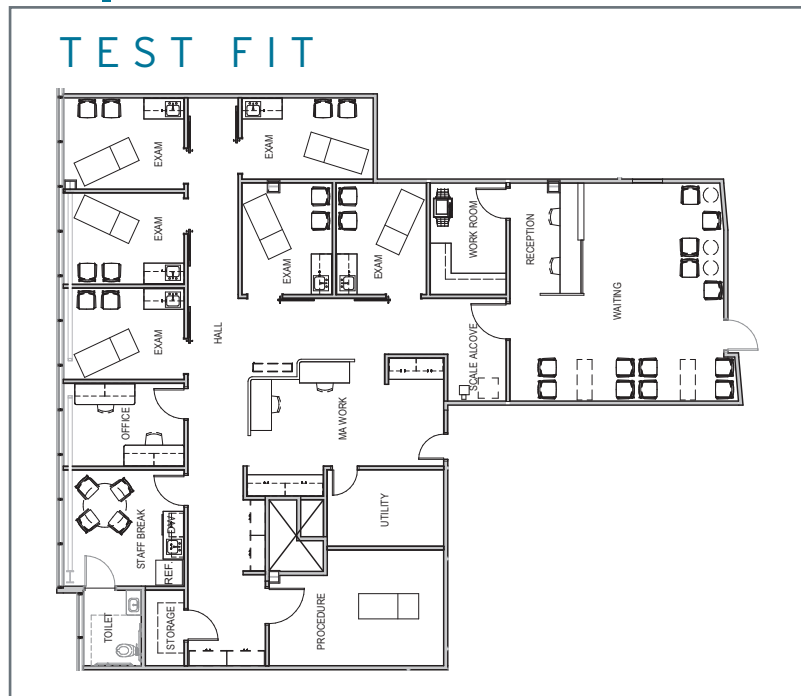 TEST FIT
EXAM
EXAM
EXAM
EXAM
EXAM
WORK ROOM
RECEPTION
WAITING
EXAM
HALL
SCALE ALCOVE
OFFICE
MA WORK
STAFF BREAK
DW
REF.
UTILITY
TOILET
STORAGE
PROCEDURE